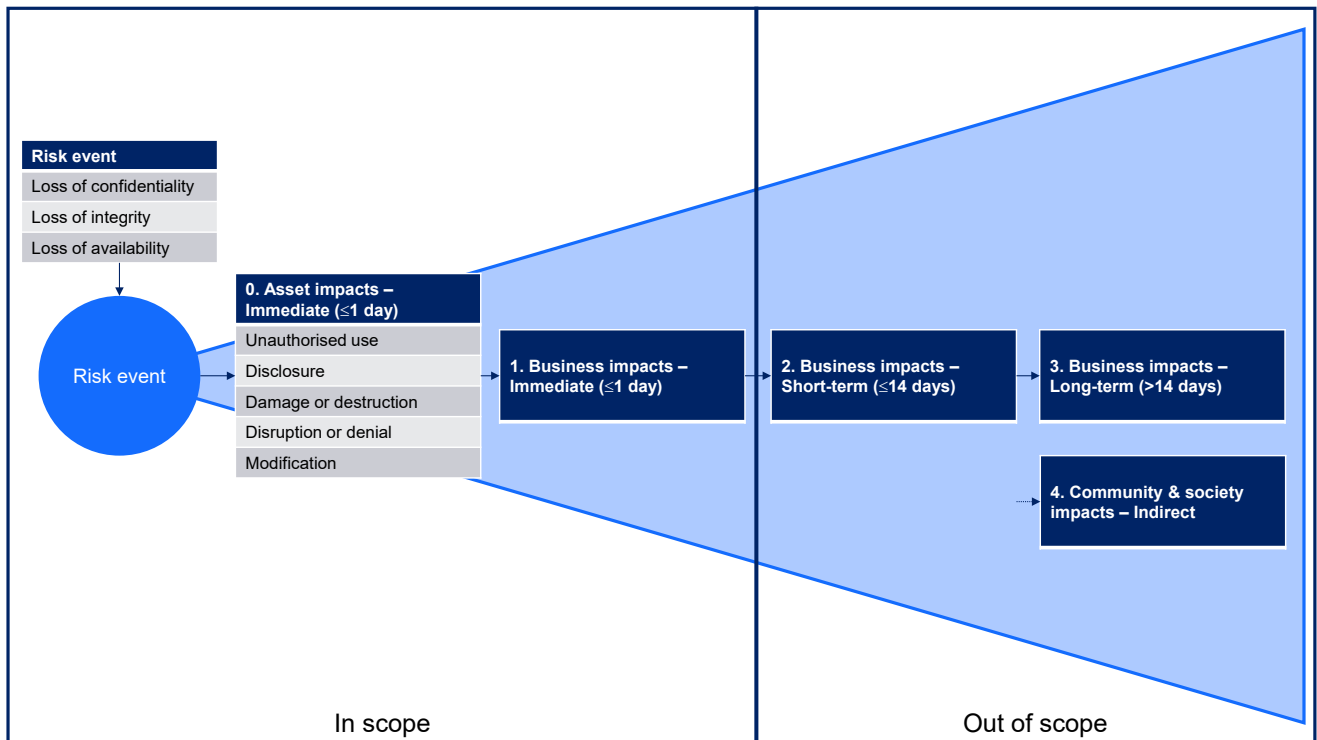 Risk event
Loss of confidentiality
Loss of integrity
Loss of availability
Risk event
0. Asset impacts –
Immediate (≤1 day)
Unauthorised use
Disclosure
Damage or destruction
Disruption or denial
Modification
1. Business impacts –
Immediate (≤1 day)
2. Business impacts –
Short-term (≤14 days)
3. Business impacts –
Long-term (>14 days)
4. Community & society
impacts – Indirect
In scope
Out of scope